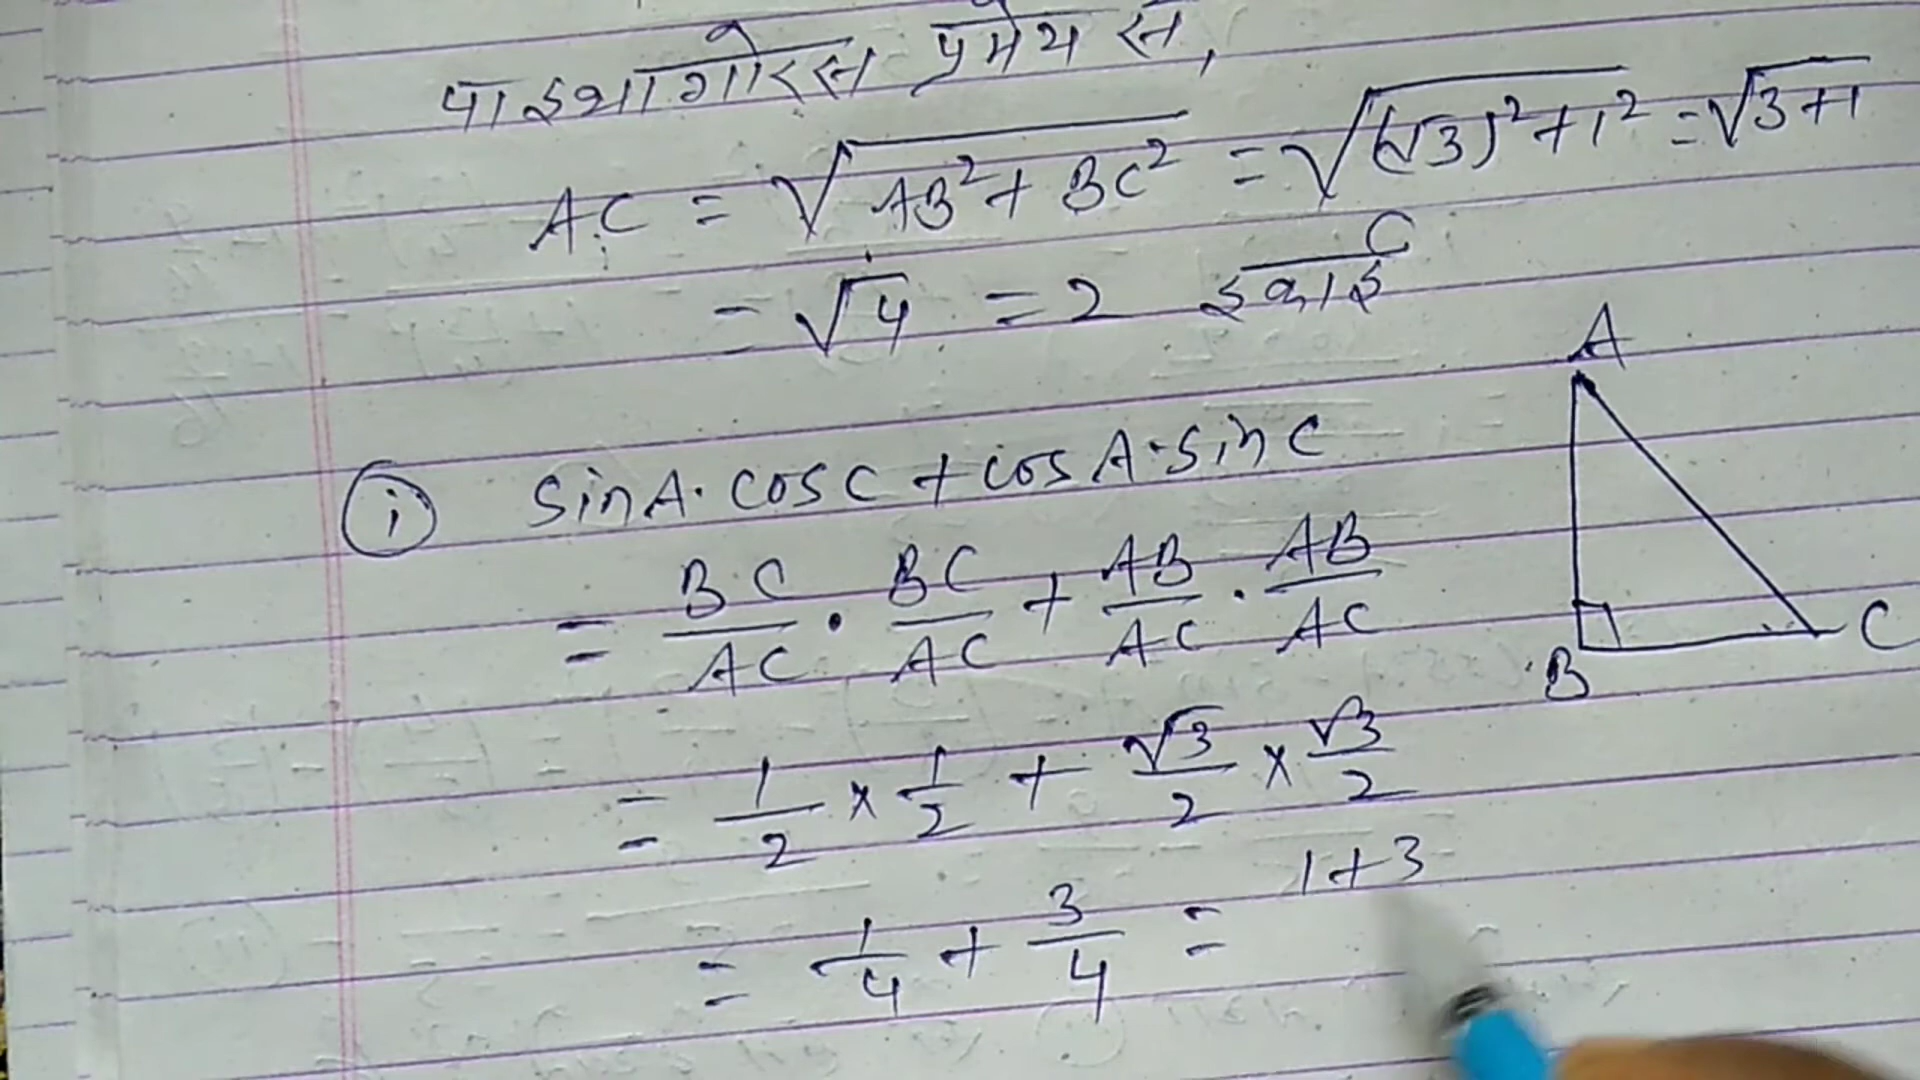 पाइथागोरस प्रमेय से,
AC = √(AB² + BC²) = √((√3)² + 1²) = √(3+1)
= √4 = 2 इकाई
(i) sinA · cosC + cosA · sinC
= BC/AC · BC/AC + AB/AC · AB/AC
= 1/2 × 1/2 + √3/2 × √3/2
= 1/4 + 3/4 = 1+3
A
B
C